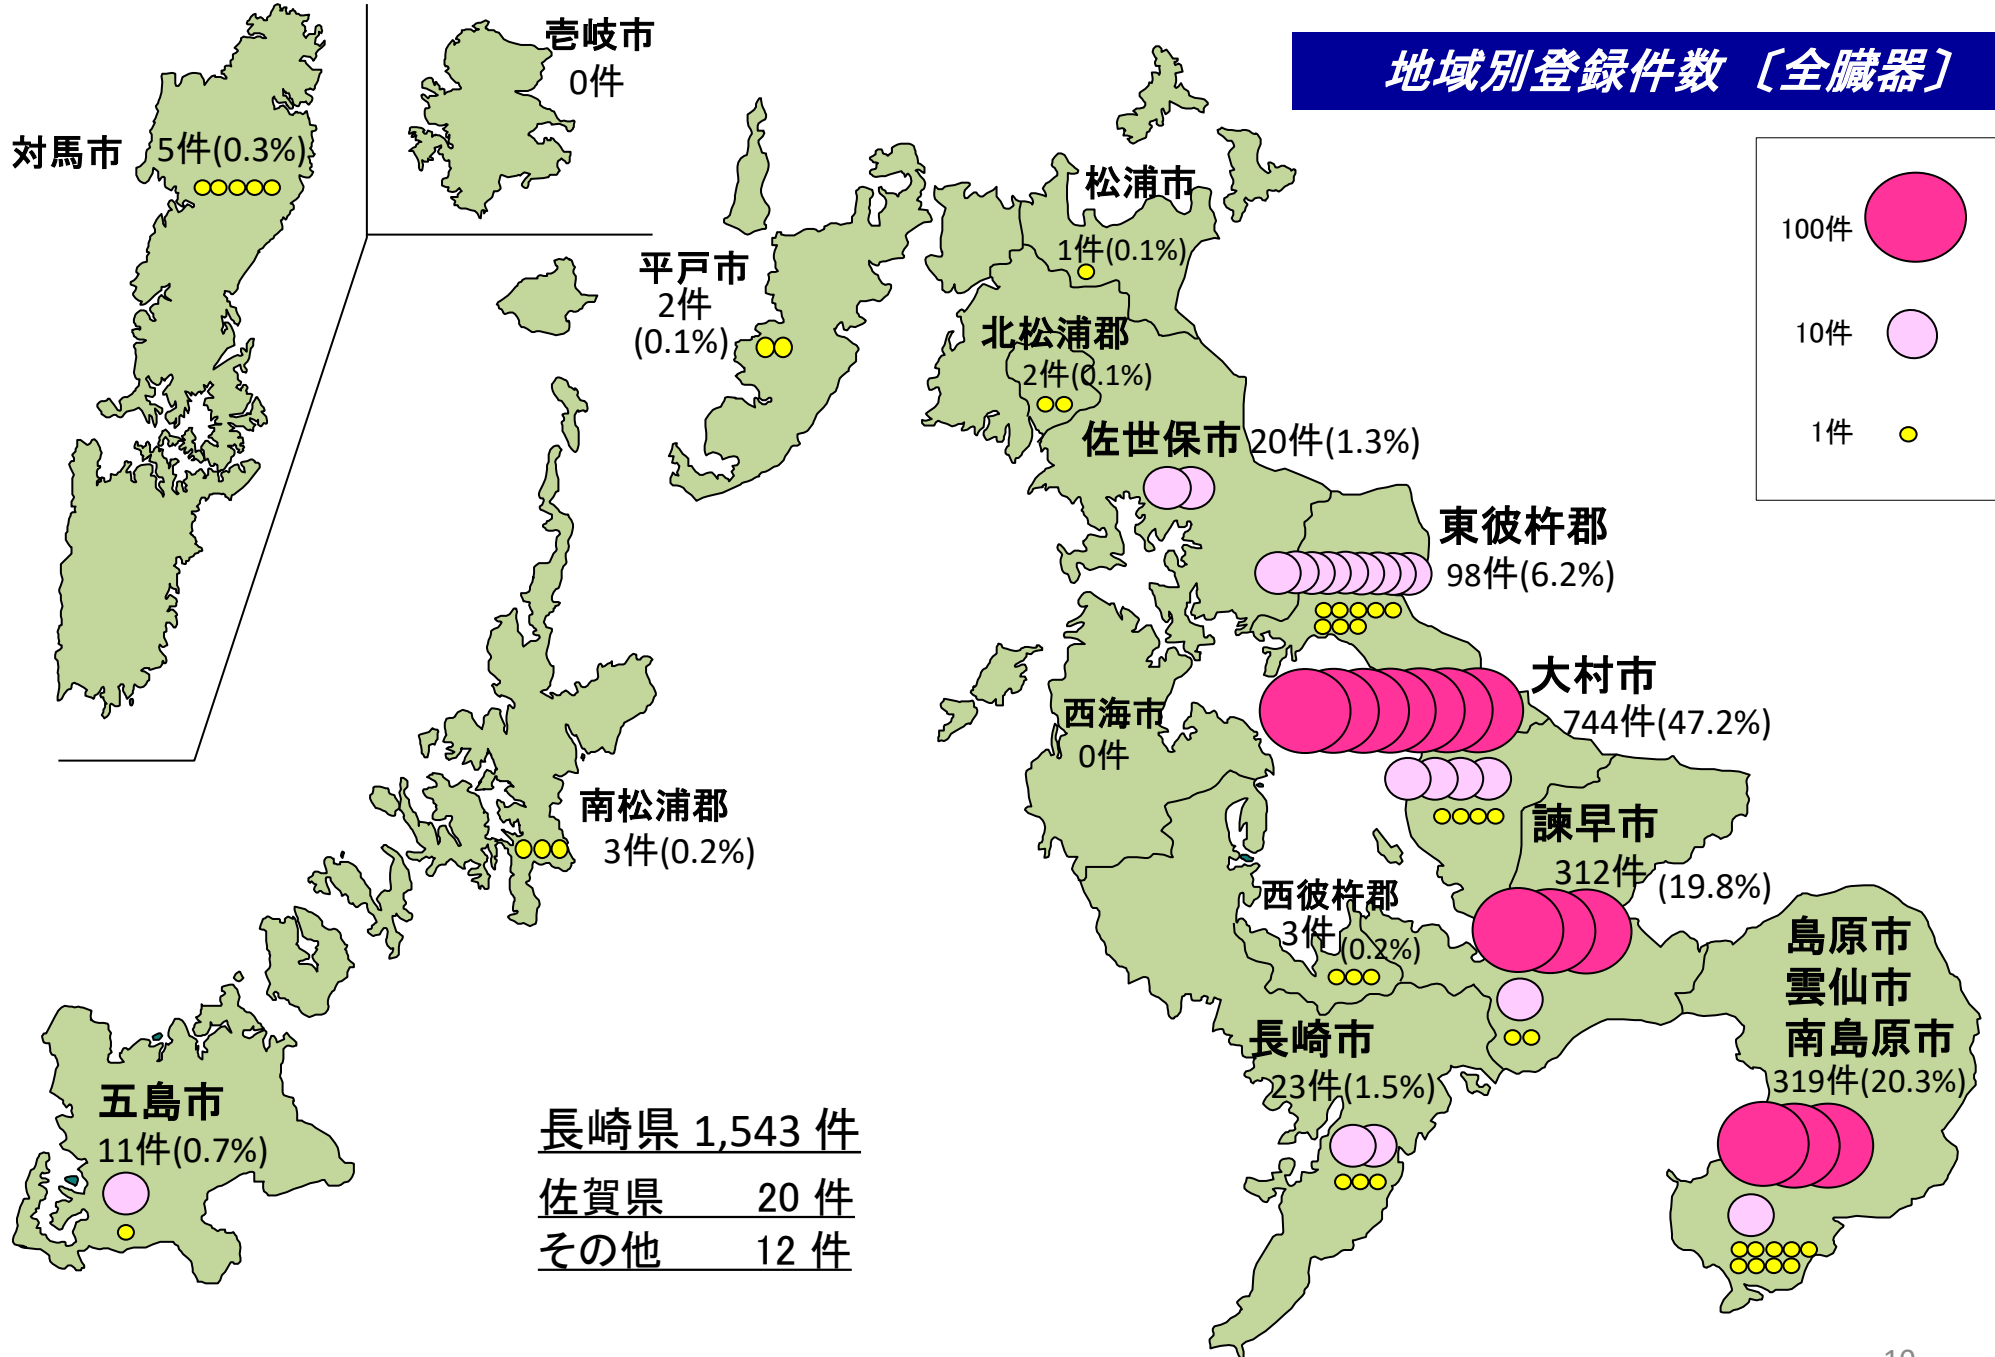 地域別登録件数〔全臓器〕
壱岐市
0件
対馬市
5件(0.3%)
松浦市
1件(0.1%)
平戸市
2件
(0.1%)
北松浦郡
2件(0.1%)
100件
10件
1件
佐世保市 20件(1.3%)
東彼杵郡
98件(6.2%)
大村市
744件(47.2%)
西海市
0件
南松浦郡
3件(0.2%)
諫早市
312件 (19.8%)
西彼杵郡
3件 (0.2%)
島原市
雲仙市
南島原市
319件(20.3%)
長崎市
23件(1.5%)
五島市
11件(0.7%)
長崎県 1,543 件
佐賀県 20 件
その他 12 件